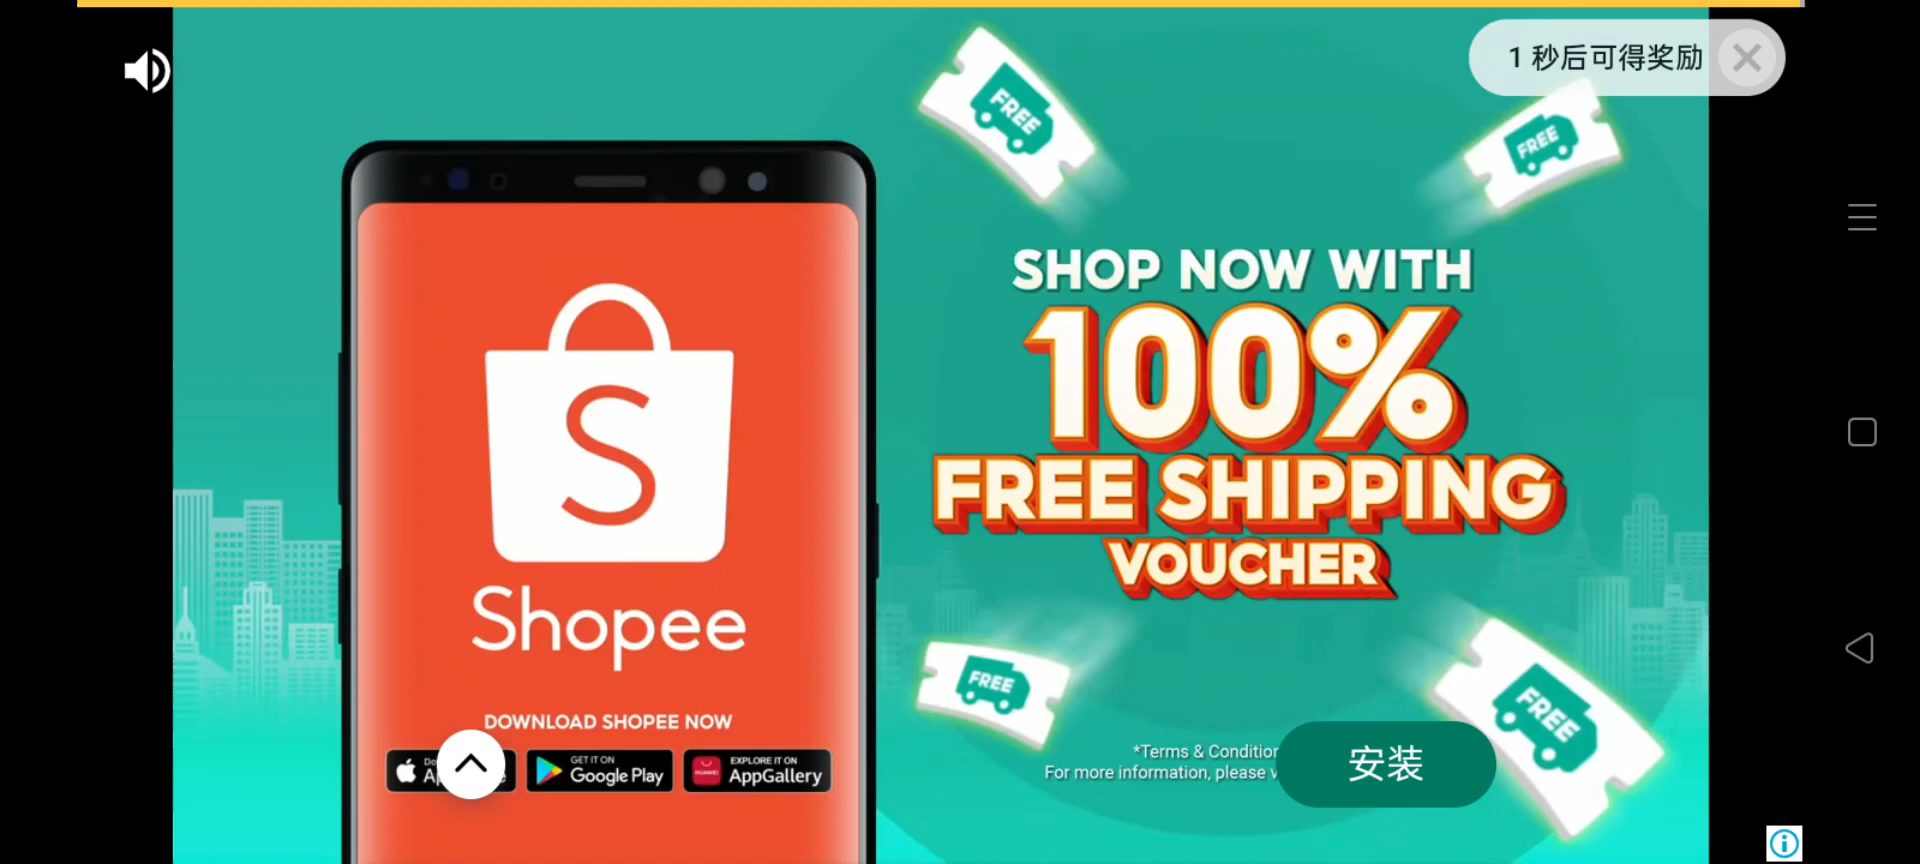 1 秒后可得奖励
FREE
FREE
SHOP NOW WITH
100%
FREE SHIPPING
VOUCHER
S
Shopee
DOWNLOAD SHOPEE NOW
GET IT ON
Google Play
EXPLORE IT ON
AppGallery
HUAWEI
FREE
FREE
*Terms &
For more information, please
安装